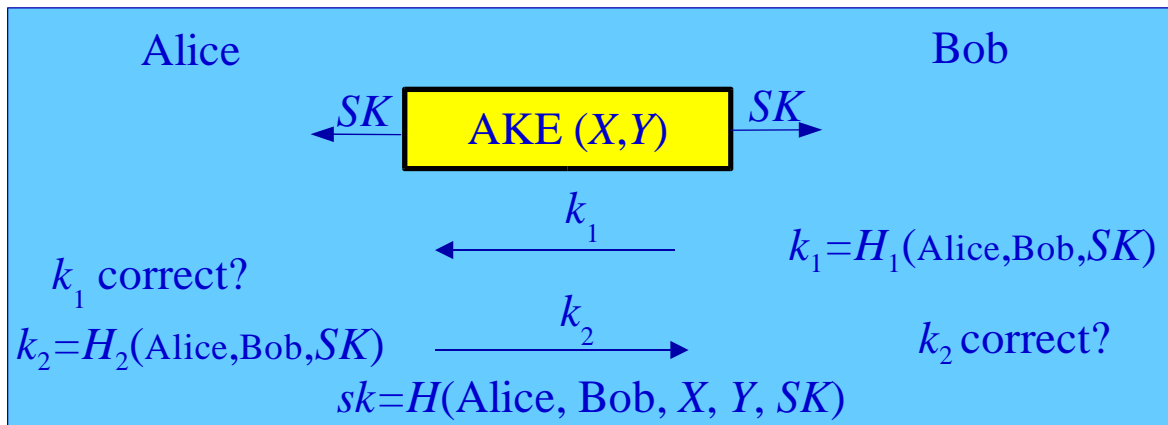 Alice Bob
SK AKE (X,Y) SK
k₁
k₁=H₁(Alice,Bob,SK)
k₁ correct?
k₂
k₂=H₂(Alice,Bob,SK)
k₂ correct?
sk=H(Alice, Bob, X, Y, SK)